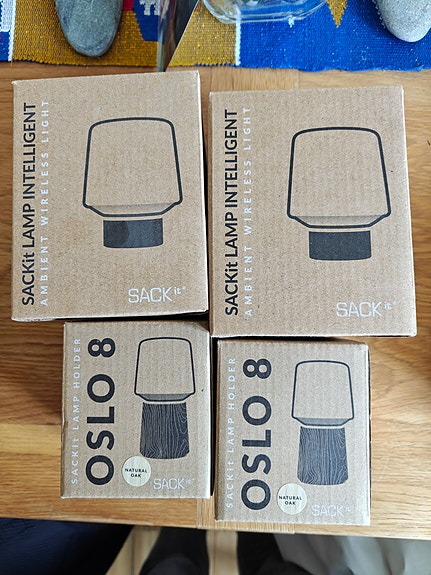 SACKit LAMP INTELLIGENT
AMBIENT WIRELESS LIGHT
SACKit®
SACKit LAMP INTELLIGENT
AMBIENT WIRELESS LIGHT
SACKit®
SACKit LAMP HOLDER
OSLO 8
NATURAL
OAK
SACKit®
SACKit LAMP HOLDER
OSLO 8
NATURAL
OAK
SACKit®